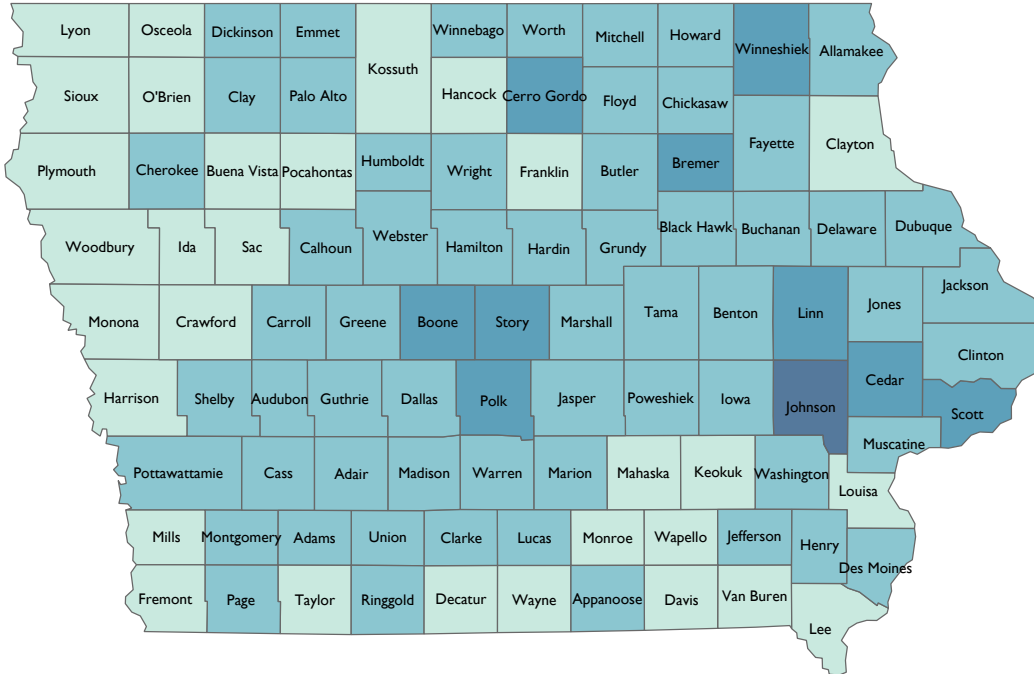 Lyon
Osceola
Dickinson
Emmet
Kossuth
Winnebago
Worth
Mitchell
Howard
Winneshiek
Allamakee
Sioux
O'Brien
Clay
Palo Alto
Hancock
Cerro Gordo
Floyd
Chickasaw
Fayette
Clayton
Plymouth
Cherokee
Buena Vista
Pocahontas
Humboldt
Wright
Franklin
Butler
Bremer
Woodbury
Ida
Sac
Calhoun
Webster
Hamilton
Hardin
Grundy
Black Hawk
Buchanan
Delaware
Dubuque
Monona
Crawford
Carroll
Greene
Boone
Story
Marshall
Tama
Benton
Linn
Jones
Jackson
Clinton
Harrison
Shelby
Audubon
Guthrie
Dallas
Polk
Jasper
Poweshiek
Iowa
Johnson
Cedar
Scott
Muscatine
Pottawattamie
Cass
Adair
Madison
Warren
Marion
Mahaska
Keokuk
Washington
Louisa
Mills
Montgomery
Adams
Union
Clarke
Lucas
Monroe
Wapello
Jefferson
Henry
Des Moines
Fremont
Page
Taylor
Ringgold
Decatur
Wayne
Appanoose
Davis
Van Buren
Lee